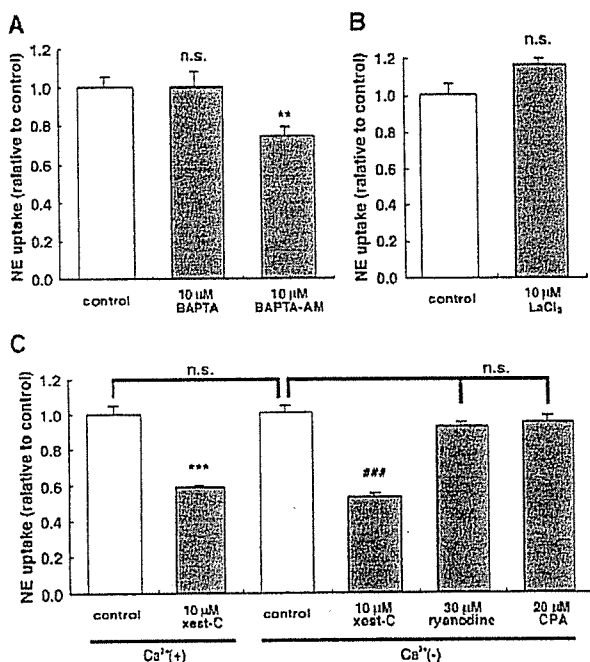 A
NE uptake (ralative to control)
1.2
1.0
0.8
0.6
0.4
0.2
0.0
n.s.
**
control
10 µM
BAPTA
10 µM
BAPTA-AM
B
NE uptake (ralative to control)
1.2
1.0
0.8
0.6
0.4
0.2
0.0
n.s.
control
10 µM
LaCl₃
C
NE uptake (ralative to control)
1.2
1.0
0.8
0.6
0.4
0.2
0.0
n.s.
n.s.
***
###
control
10 µM
xest-C
control
10 µM
xest-C
30 µM
ryanodine
20 µM
CPA
Ca²⁺(+)
Ca²⁺(-)